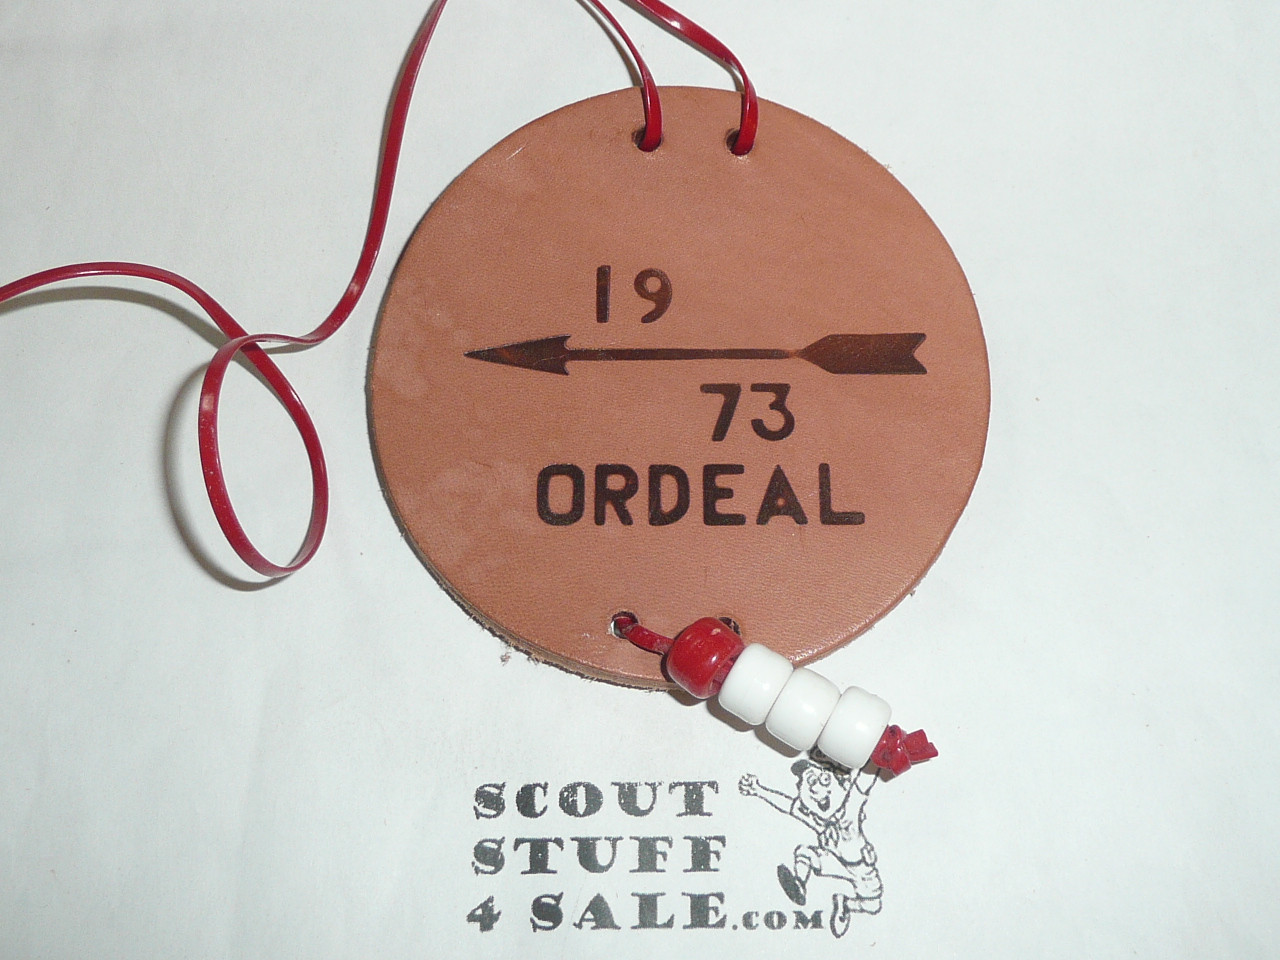 19
73
ORDEAL
SCOUT
STUFF
4 SALE.COM